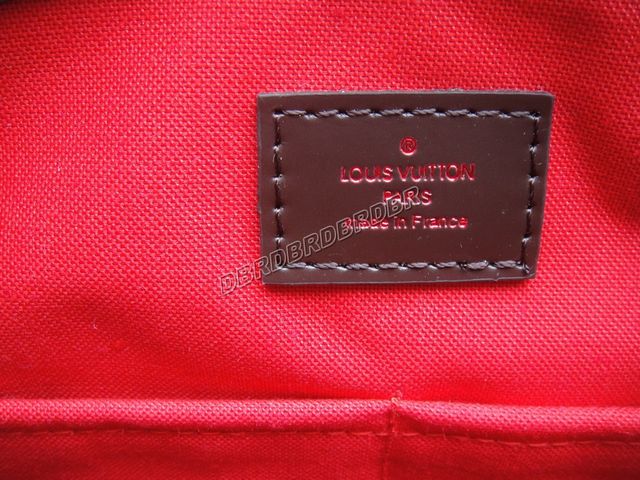 ®
LOUIS VUITTON
PARIS
Made in France
DBRDBRDBRDBR